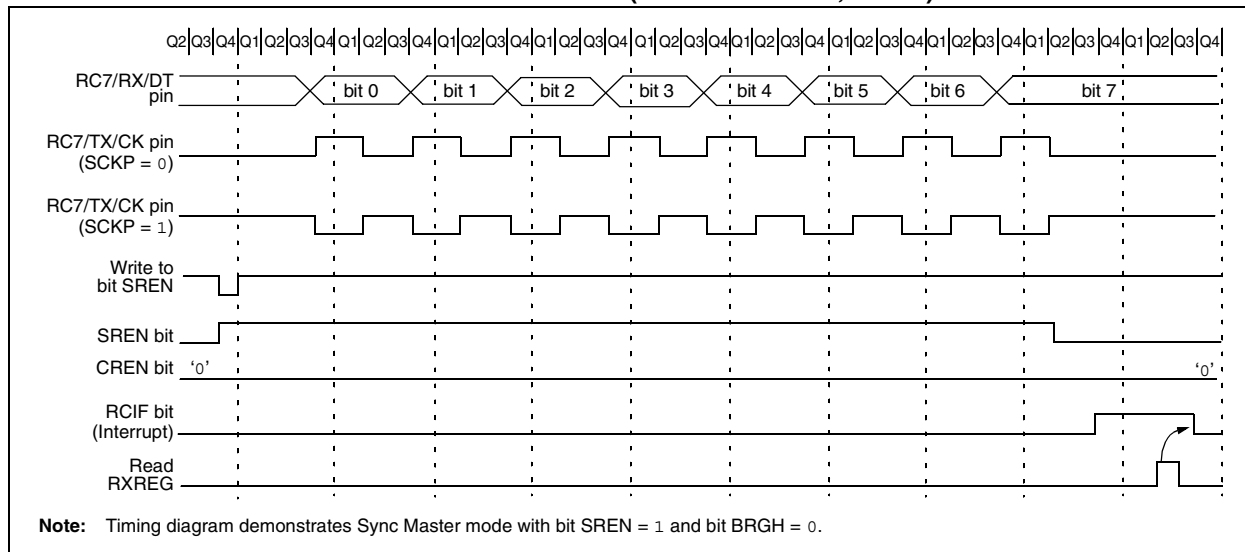 Q2|Q3|Q4|Q1|Q2|Q3|Q4|Q1|Q2|Q3|Q4|Q1|Q2|Q3|Q4|Q1|Q2|Q3|Q4|Q1|Q2|Q3|Q4|Q1|Q2|Q3|Q4|Q1|Q2|Q3|Q4|Q1|Q2|Q3|Q4|Q1|Q2|Q3|Q4|Q1|Q2|Q3|Q4
RC7/RX/DT
pin
bit 0 bit 1 bit 2 bit 3 bit 4 bit 5 bit 6 bit 7
RC7/TX/CK pin
(SCKP = 0)
RC7/TX/CK pin
(SCKP = 1)
Write to
bit SREN
SREN bit
CREN bit ‘0’ ‘0’
RCIF bit
(Interrupt)
Read
RXREG
Note: Timing diagram demonstrates Sync Master mode with bit SREN = 1 and bit BRGH = 0.